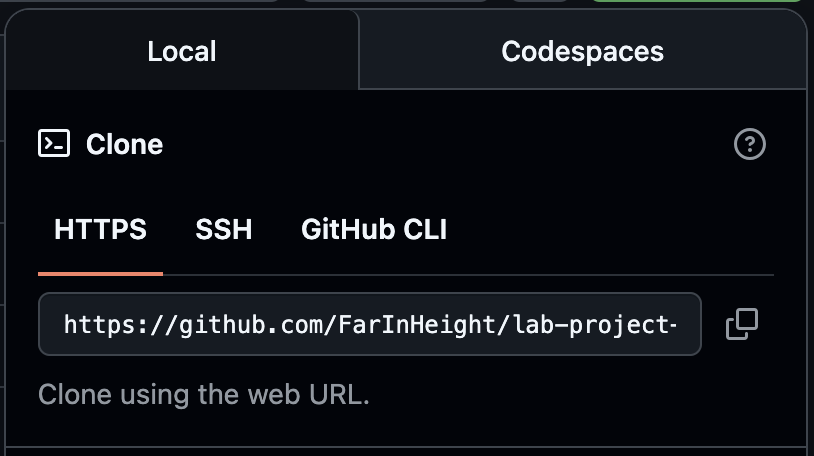 Local
Codespaces
Clone
HTTPS
SSH
GitHub CLI
https://github.com/FarInHeight/lab-project-
Clone using the web URL.